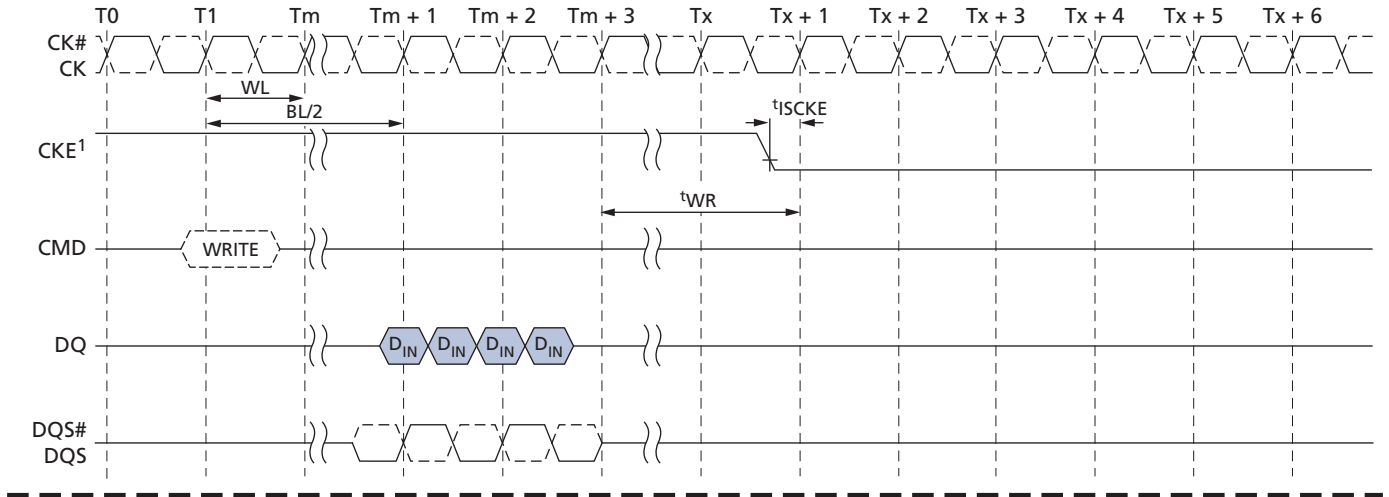 T0 T1 Tm Tm + 1 Tm + 2 Tm + 3 Tx Tx + 1 Tx + 2 Tx + 3 Tx + 4 Tx + 5 Tx + 6
CK#
CK
WL
BL/2
tISCKE
CKE1
tWR
CMD WRITE
DQ DIN DIN DIN DIN
DQS#
DQS